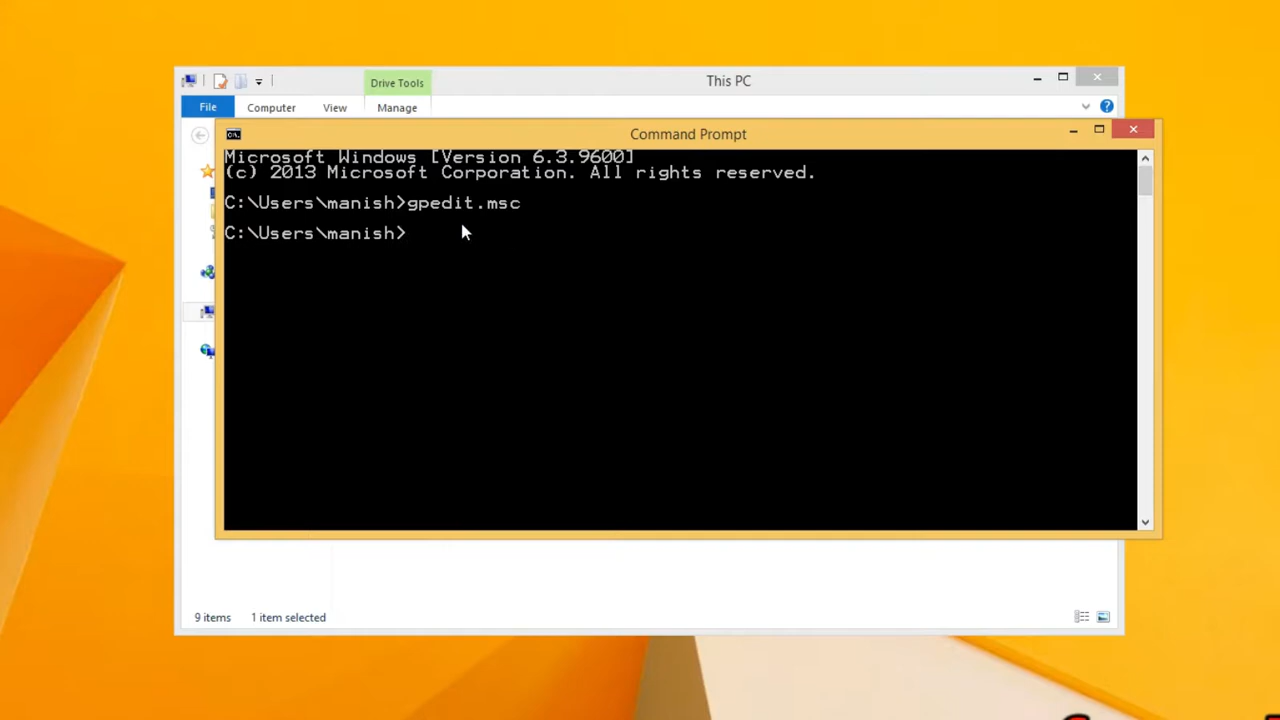 Drive Tools
This PC
File
Computer
View
Manage
Command Prompt
Microsoft Windows [Version 6.3.9600]
(c) 2013 Microsoft Corporation. All rights reserved.
C:\Users\manish>gpedit.msc
C:\Users\manish>
9 items
1 item selected